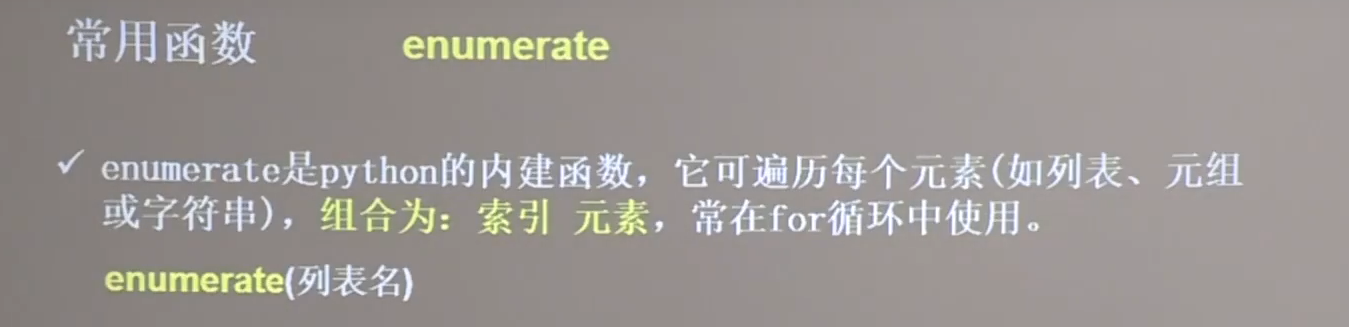 常用函数 enumerate
✓ enumerate是python的内建函数，它可遍历每个元素(如列表、元组
或字符串)，组合为：索引 元素，常在for循环中使用。
enumerate(列表名)